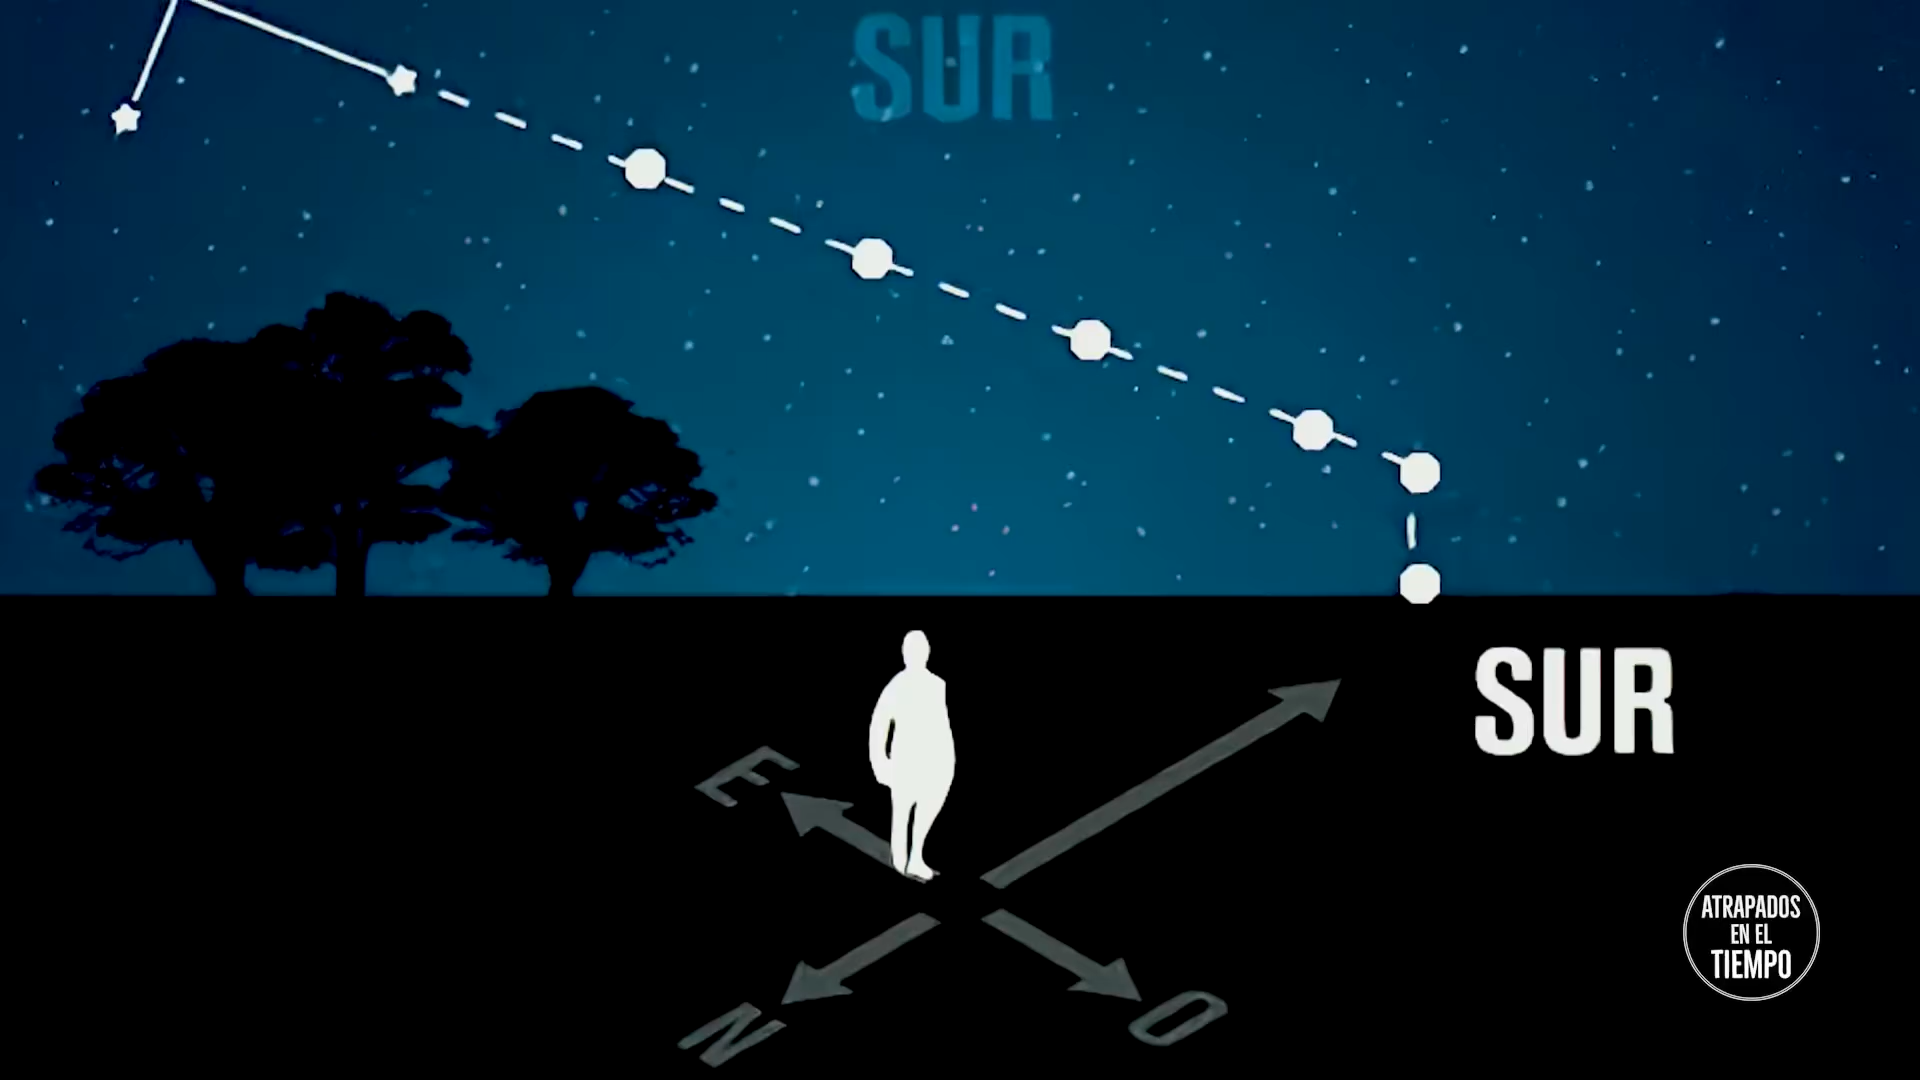 SUR
SUR
E
N
O
ATRAPADOS
EN EL
TIEMPO